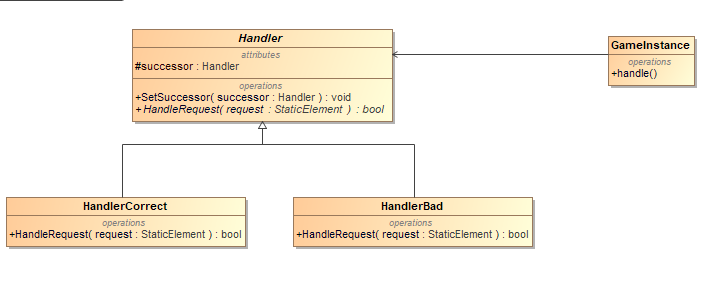 Handler
attributes
#successor : Handler
operations
+SetSuccessor( successor : Handler ) : void
+HandleRequest( request : StaticElement ) : bool
GameInstance
operations
+handle()
HandlerCorrect
operations
+HandleRequest( request : StaticElement ) : bool
HandlerBad
operations
+HandleRequest( request : StaticElement ) : bool